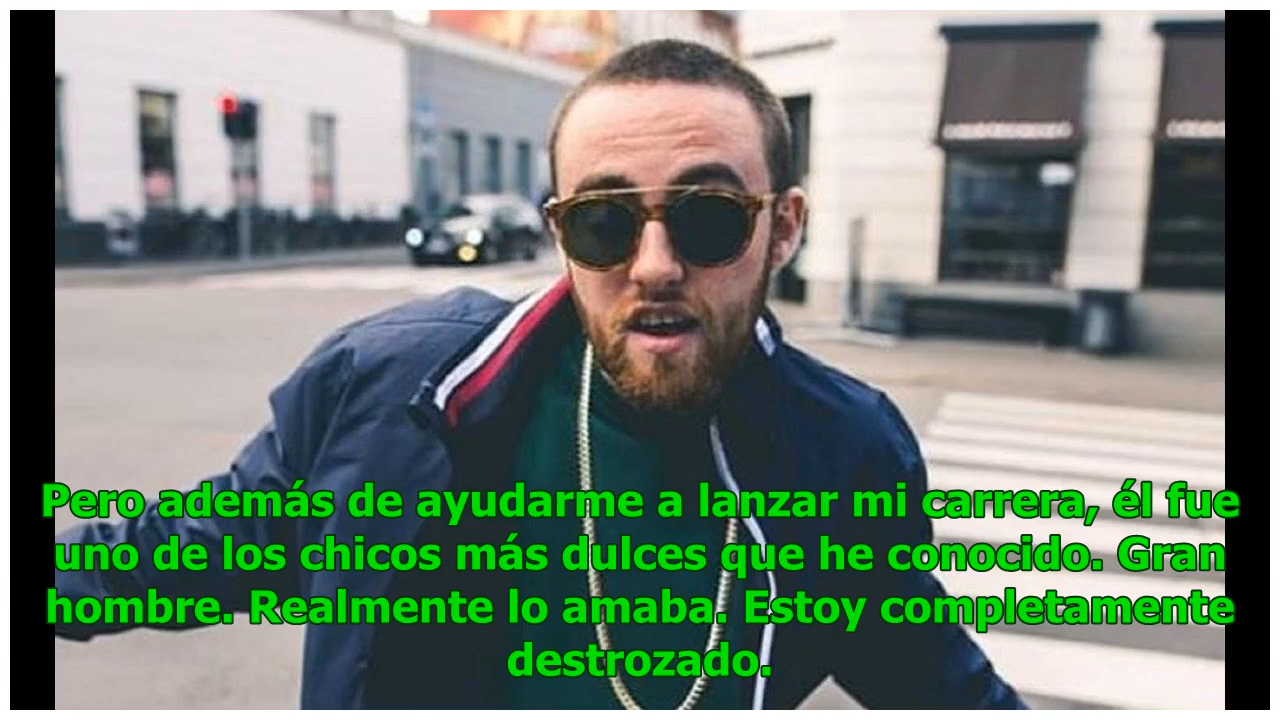 Pero además de ayudarme a lanzar mi carrera, él fue
uno de los chicos más dulces que he conocido. Gran
hombre. Realmente lo amaba. Estoy completamente
destrozado.